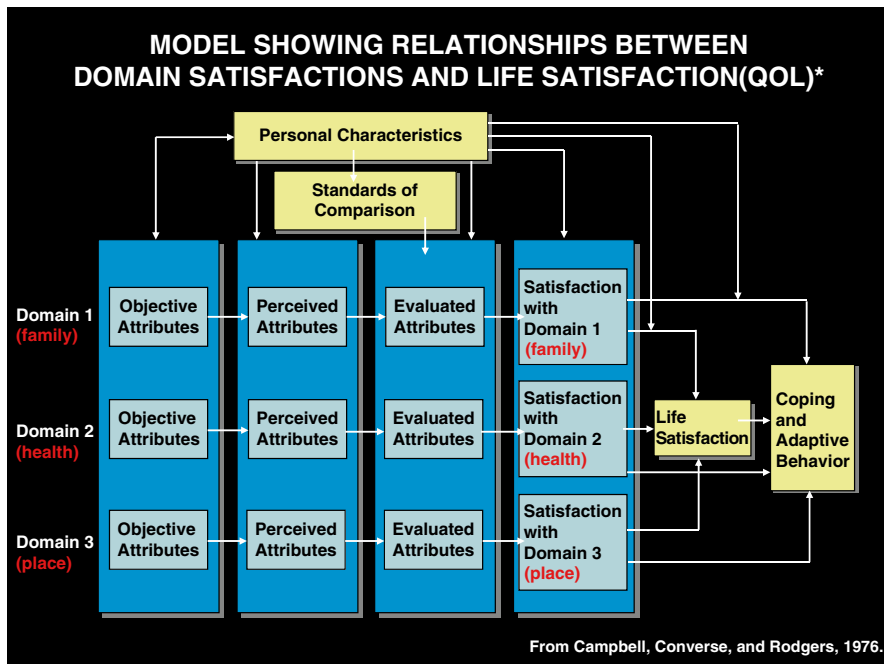 MODEL SHOWING RELATIONSHIPS BETWEEN
DOMAIN SATISFACTIONS AND LIFE SATISFACTION(QOL)*
Personal Characteristics
Standards of
Comparison
Domain 1
(family)
Objective
Attributes
Perceived
Attributes
Evaluated
Attributes
Satisfaction
with
Domain 1
(family)
Domain 2
(health)
Objective
Attributes
Perceived
Attributes
Evaluated
Attributes
Satisfaction
with
Domain 2
(health)
Life
Satisfaction
Coping
and
Adaptive
Behavior
Domain 3
(place)
Objective
Attributes
Perceived
Attributes
Evaluated
Attributes
Satisfaction
with
Domain 3
(place)
From Campbell, Converse, and Rodgers, 1976.